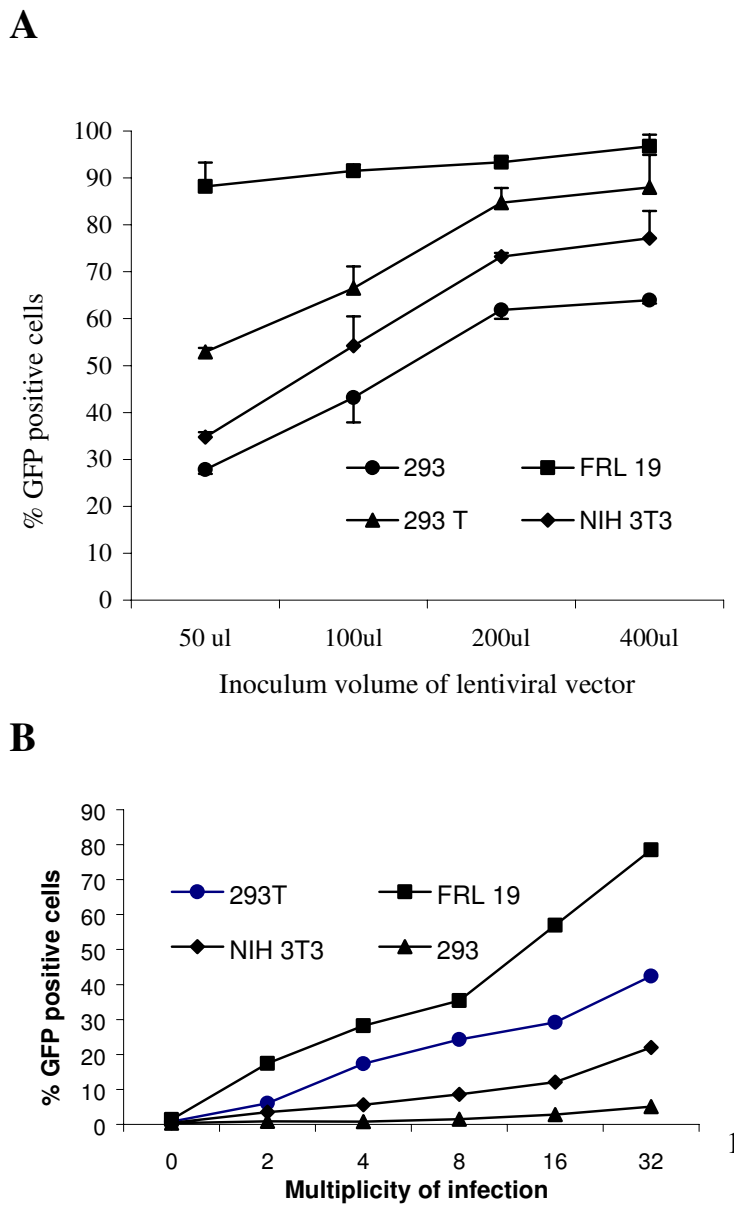 A
100
90
80
70
60
50
40
30
20
10
0
% GFP positive cells
293
FRL 19
293 T
NIH 3T3
50 ul 100ul 200ul 400ul
Inoculum volume of lentiviral vector
B
90
80
70
60
50
40
30
20
10
0
% GFP positive cells
293T
FRL 19
NIH 3T3
293
0 2 4 8 16 32
Multiplicity of infection
1